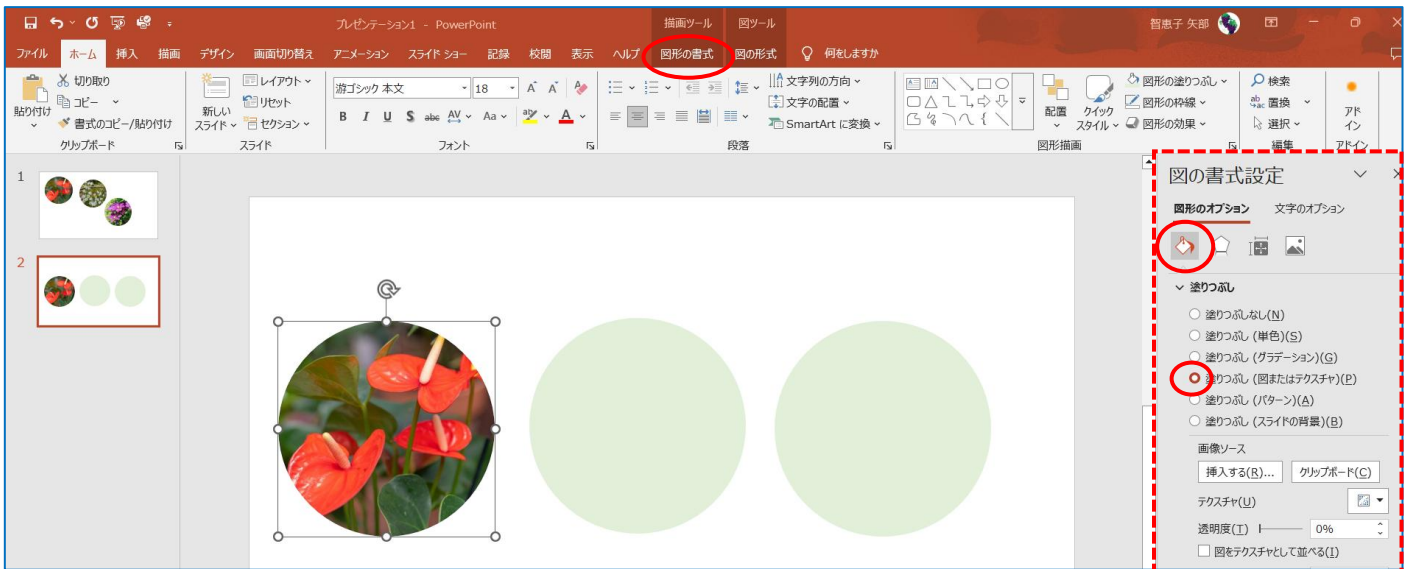 プレゼンテーション1 - PowerPoint
描画ツール
図ツール
智恵子 矢部
ファイル
ホーム
挿入
描画
デザイン
画面切り替え
アニメーション
スライド ショー
記録
校閲
表示
ヘルプ
図形の書式
図の形式
何をしますか
貼り付け
切り取り
コピー
書式のコピー/貼り付け
クリップボード
新しい
スライド
レイアウト
リセット
セクション
スライド
游ゴシック 本文
18
B I U S abc AV Aa
フォント
文字列の方向
文字の配置
SmartArt に変換
段落
配置
クイック
スタイル
図形の塗りつぶし
図形の枠線
図形の効果
図形描画
検索
置換
選択
編集
アド
イン
アドイン
1
2
図の書式設定
図形のオプション
文字のオプション
塗りつぶし
塗りつぶしなし(N)
塗りつぶし (単色)(S)
塗りつぶし (グラデーション)(G)
塗りつぶし (図またはテクスチャ)(P)
塗りつぶし (パターン)(A)
塗りつぶし (スライドの背景)(B)
画像ソース
挿入する(R)...
クリップボード(C)
テクスチャ(U)
透明度(T)
0%
図をテクスチャとして並べる(I)